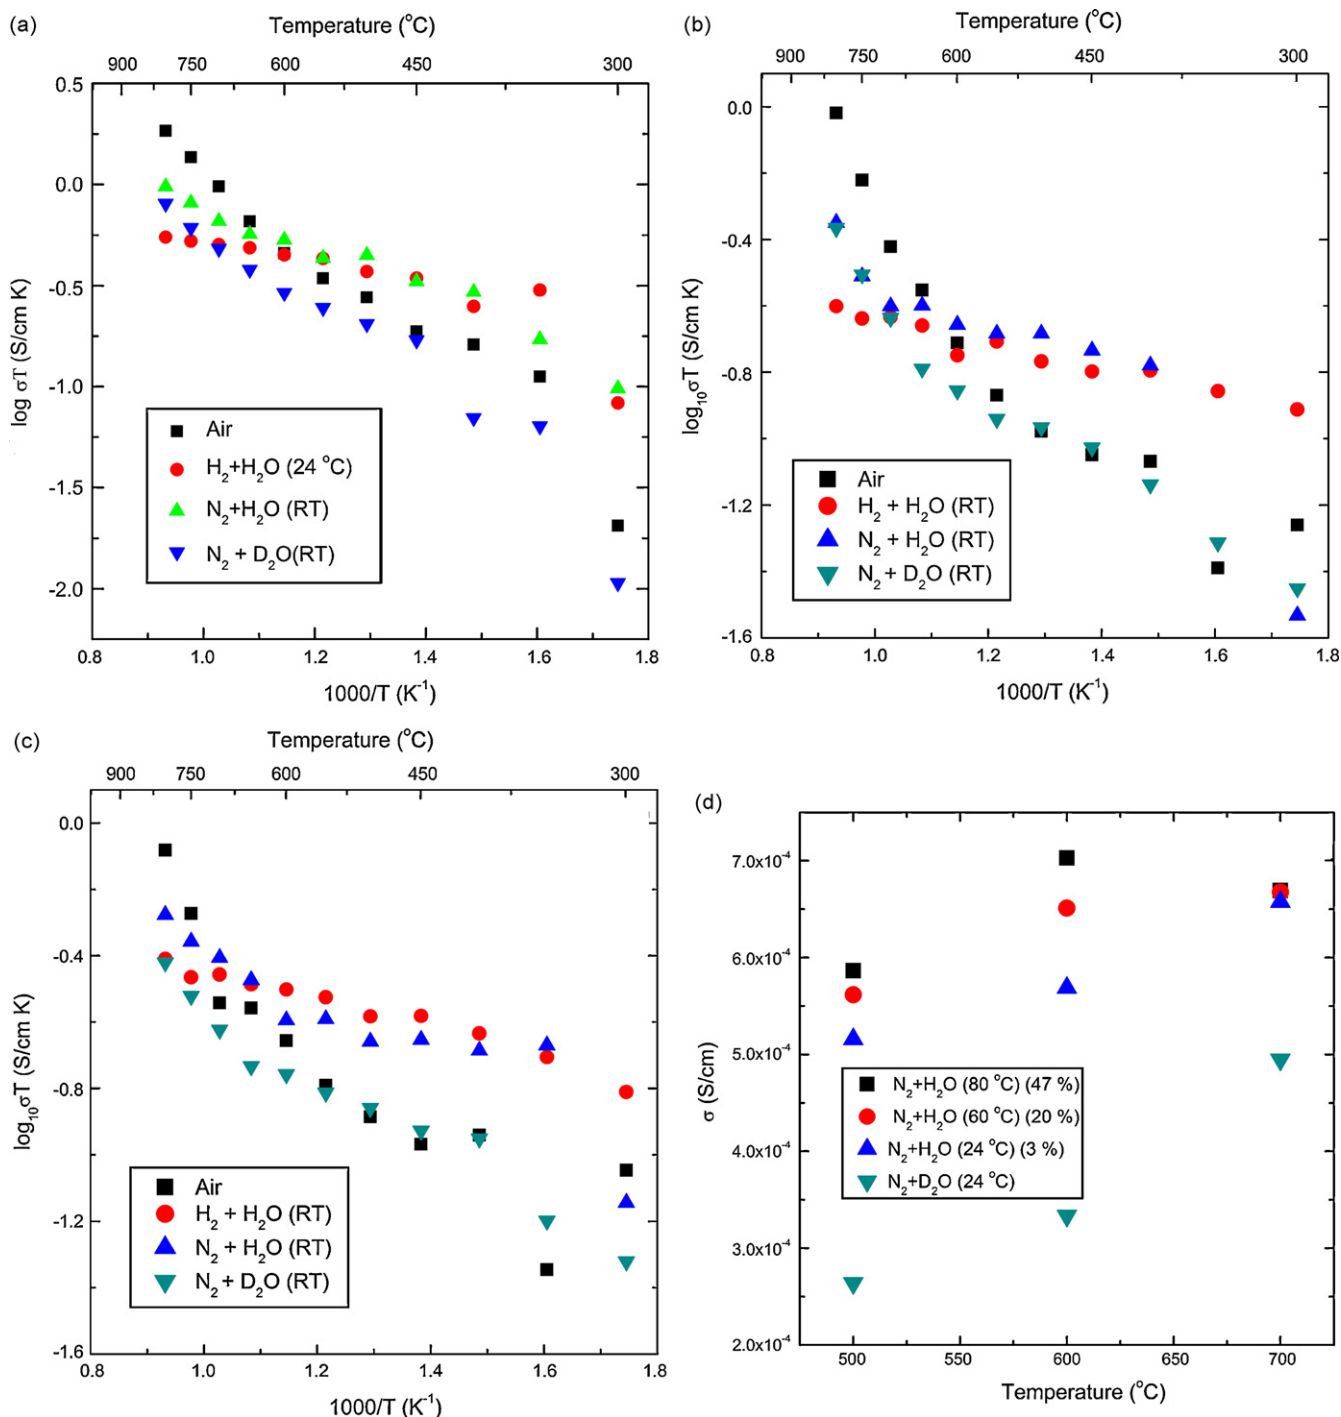 (a)
Temperature (°C)
900 750 600 450 300
0.5
0.0
-0.5
-1.0
-1.5
-2.0
log σT (S/cm K)
Air
H₂+H₂O (24 °C)
N₂+H₂O (RT)
N₂ + D₂O(RT)
0.8 1.0 1.2 1.4 1.6 1.8
1000/T (K⁻¹)
(b)
Temperature (°C)
900 750 600 450 300
0.0
-0.4
-0.8
-1.2
-1.6
log₁₀σT (S/cm K)
Air
H₂ + H₂O (RT)
N₂ + H₂O (RT)
N₂ + D₂O (RT)
0.8 1.0 1.2 1.4 1.6 1.8
1000/T (K⁻¹)
(c)
Temperature (°C)
900 750 600 450 300
0.0
-0.4
-0.8
-1.2
-1.6
log₁₀σT (S/cm K)
Air
H₂ + H₂O (RT)
N₂ + H₂O (RT)
N₂ + D₂O (RT)
0.8 1.0 1.2 1.4 1.6 1.8
1000/T (K⁻¹)
(d)
7.0x10⁻⁴
6.0x10⁻⁴
5.0x10⁻⁴
4.0x10⁻⁴
3.0x10⁻⁴
2.0x10⁻⁴
σ (S/cm)
N₂+H₂O (80 °C) (47 %)
N₂+H₂O (60 °C) (20 %)
N₂+H₂O (24 °C) (3 %)
N₂+D₂O (24 °C)
500 550 600 650 700
Temperature (°C)